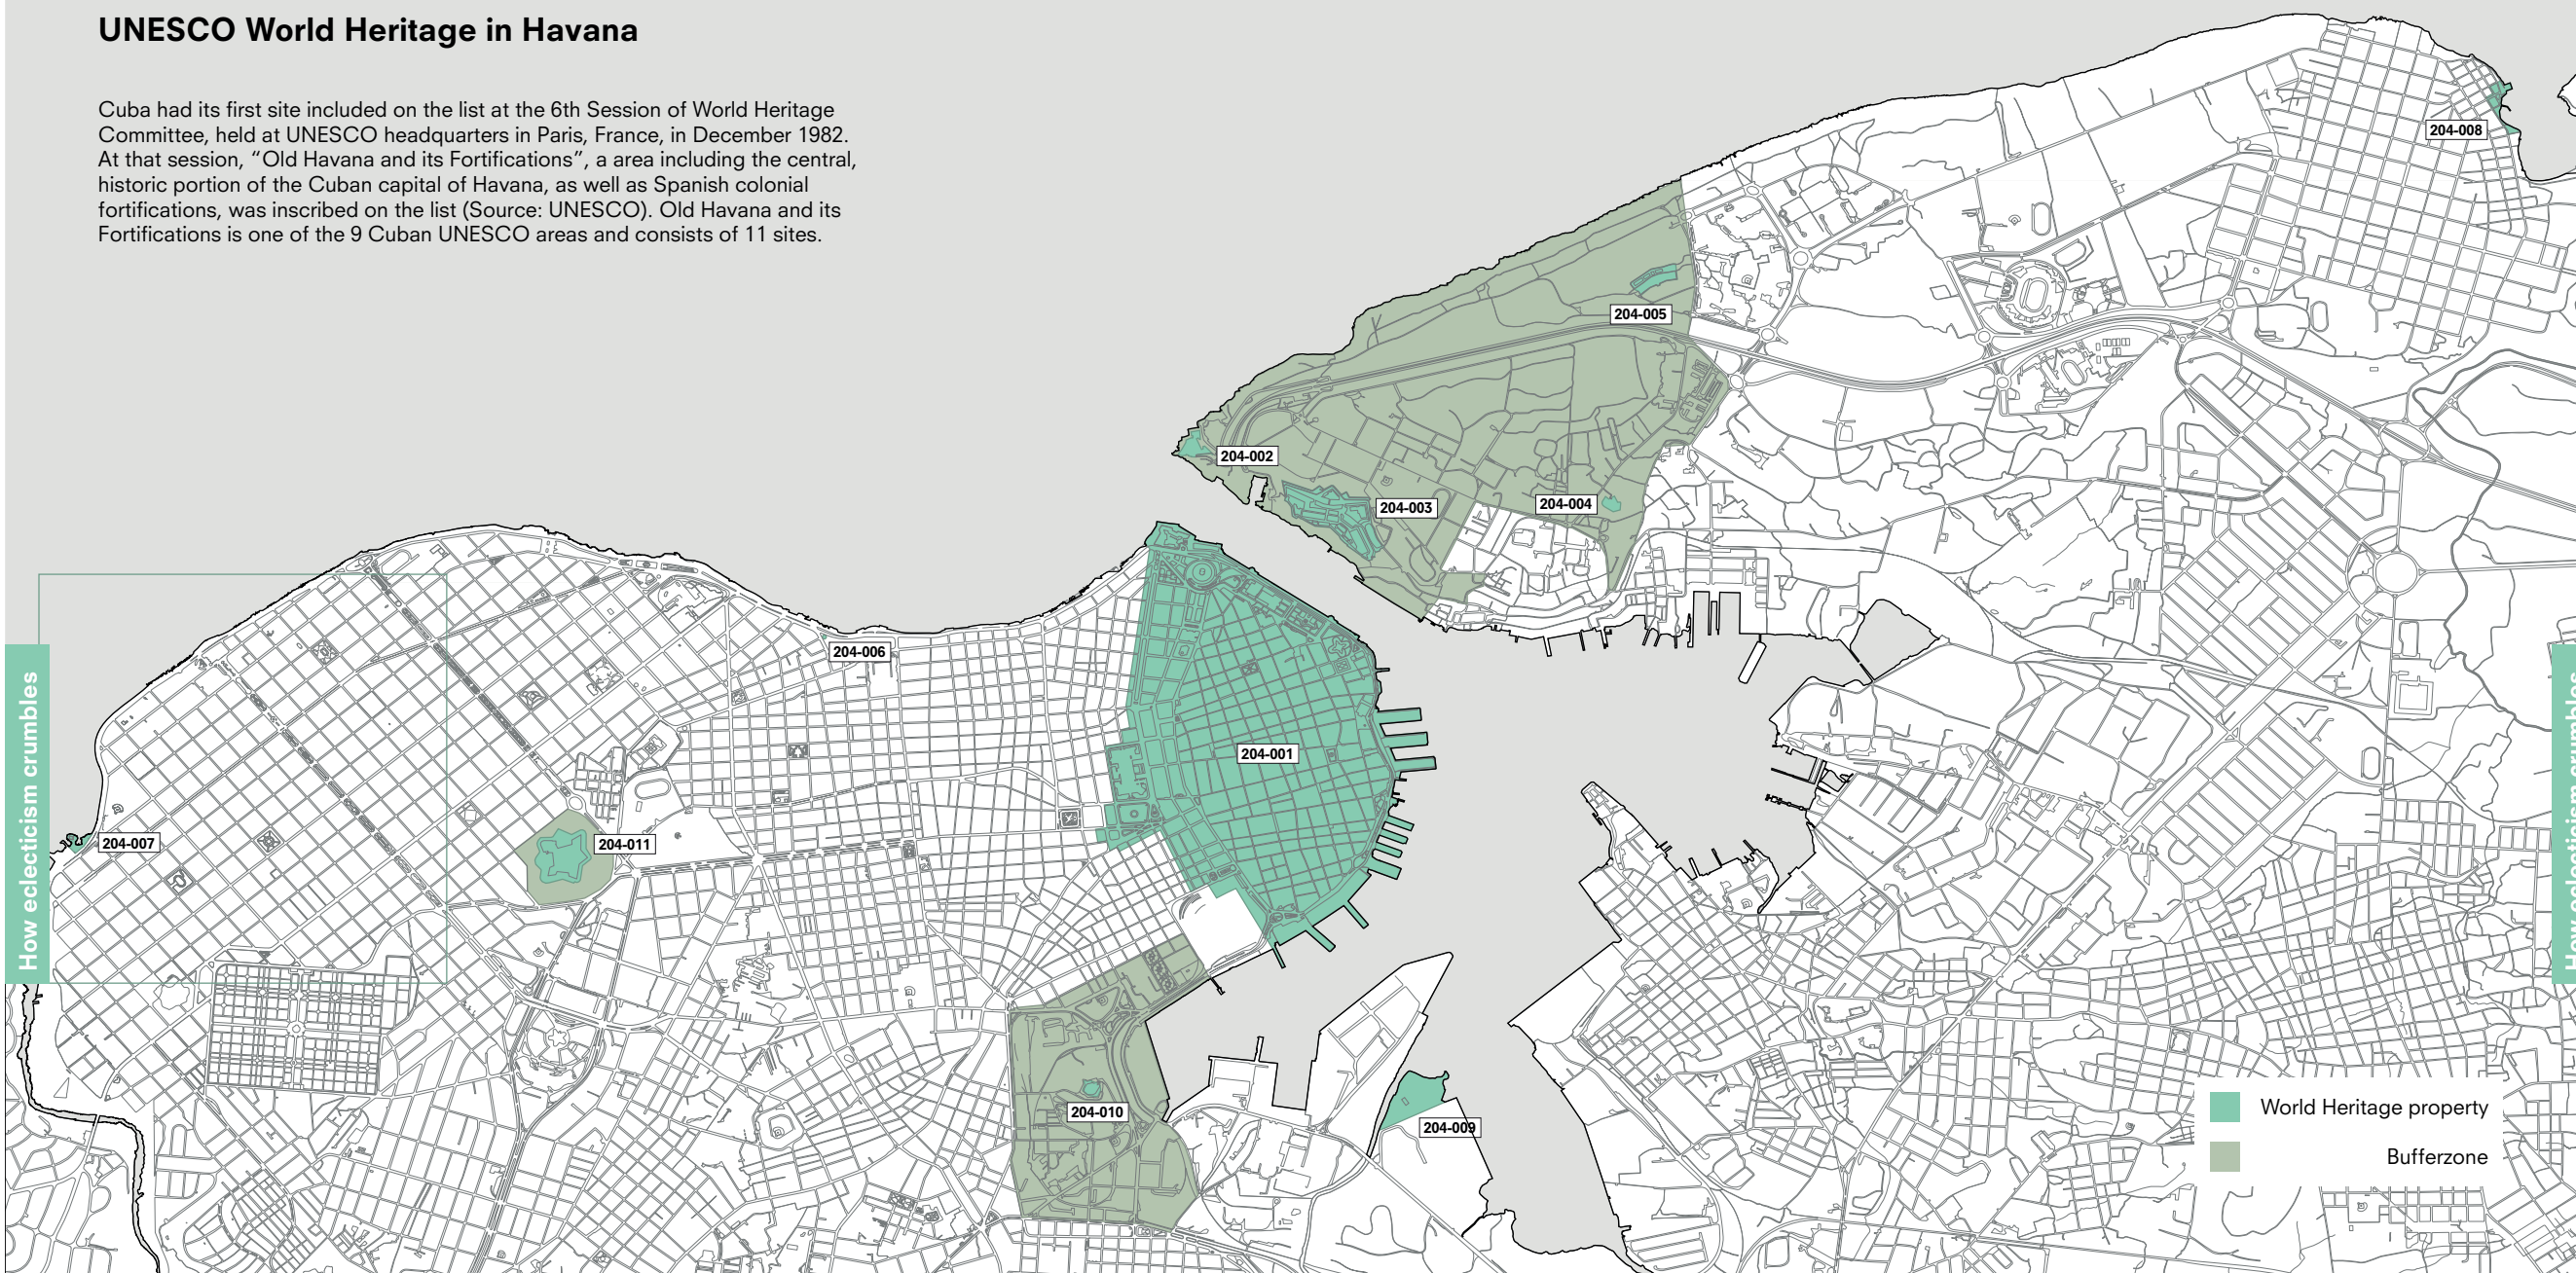 UNESCO World Heritage in Havana
Cuba had its first site included on the list at the 6th Session of World Heritage
Committee, held at UNESCO headquarters in Paris, France, in December 1982.
At that session, “Old Havana and its Fortifications”, a area including the central,
historic portion of the Cuban capital of Havana, as well as Spanish colonial
fortifications, was inscribed on the list (Source: UNESCO). Old Havana and its
Fortifications is one of the 9 Cuban UNESCO areas and consists of 11 sites.
204-008
204-005
204-002
204-003
204-004
204-006
204-001
204-007
204-011
204-010
204-009
How eclecticism crumbles
How eclecticism crumbles
World Heritage property
Bufferzone